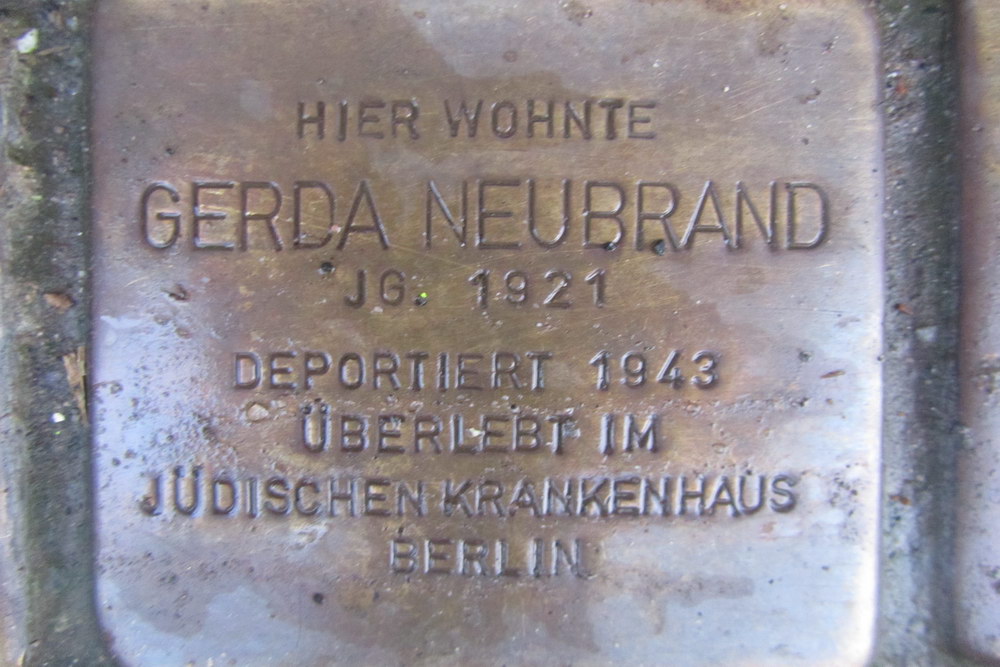 HIER WOHNTE
GERDA NEUBRAND
JG. 1921
DEPORTIERT 1943
ÜBERLEBT IM
JÜDISCHEN KRANKENHAUS
BERLIN